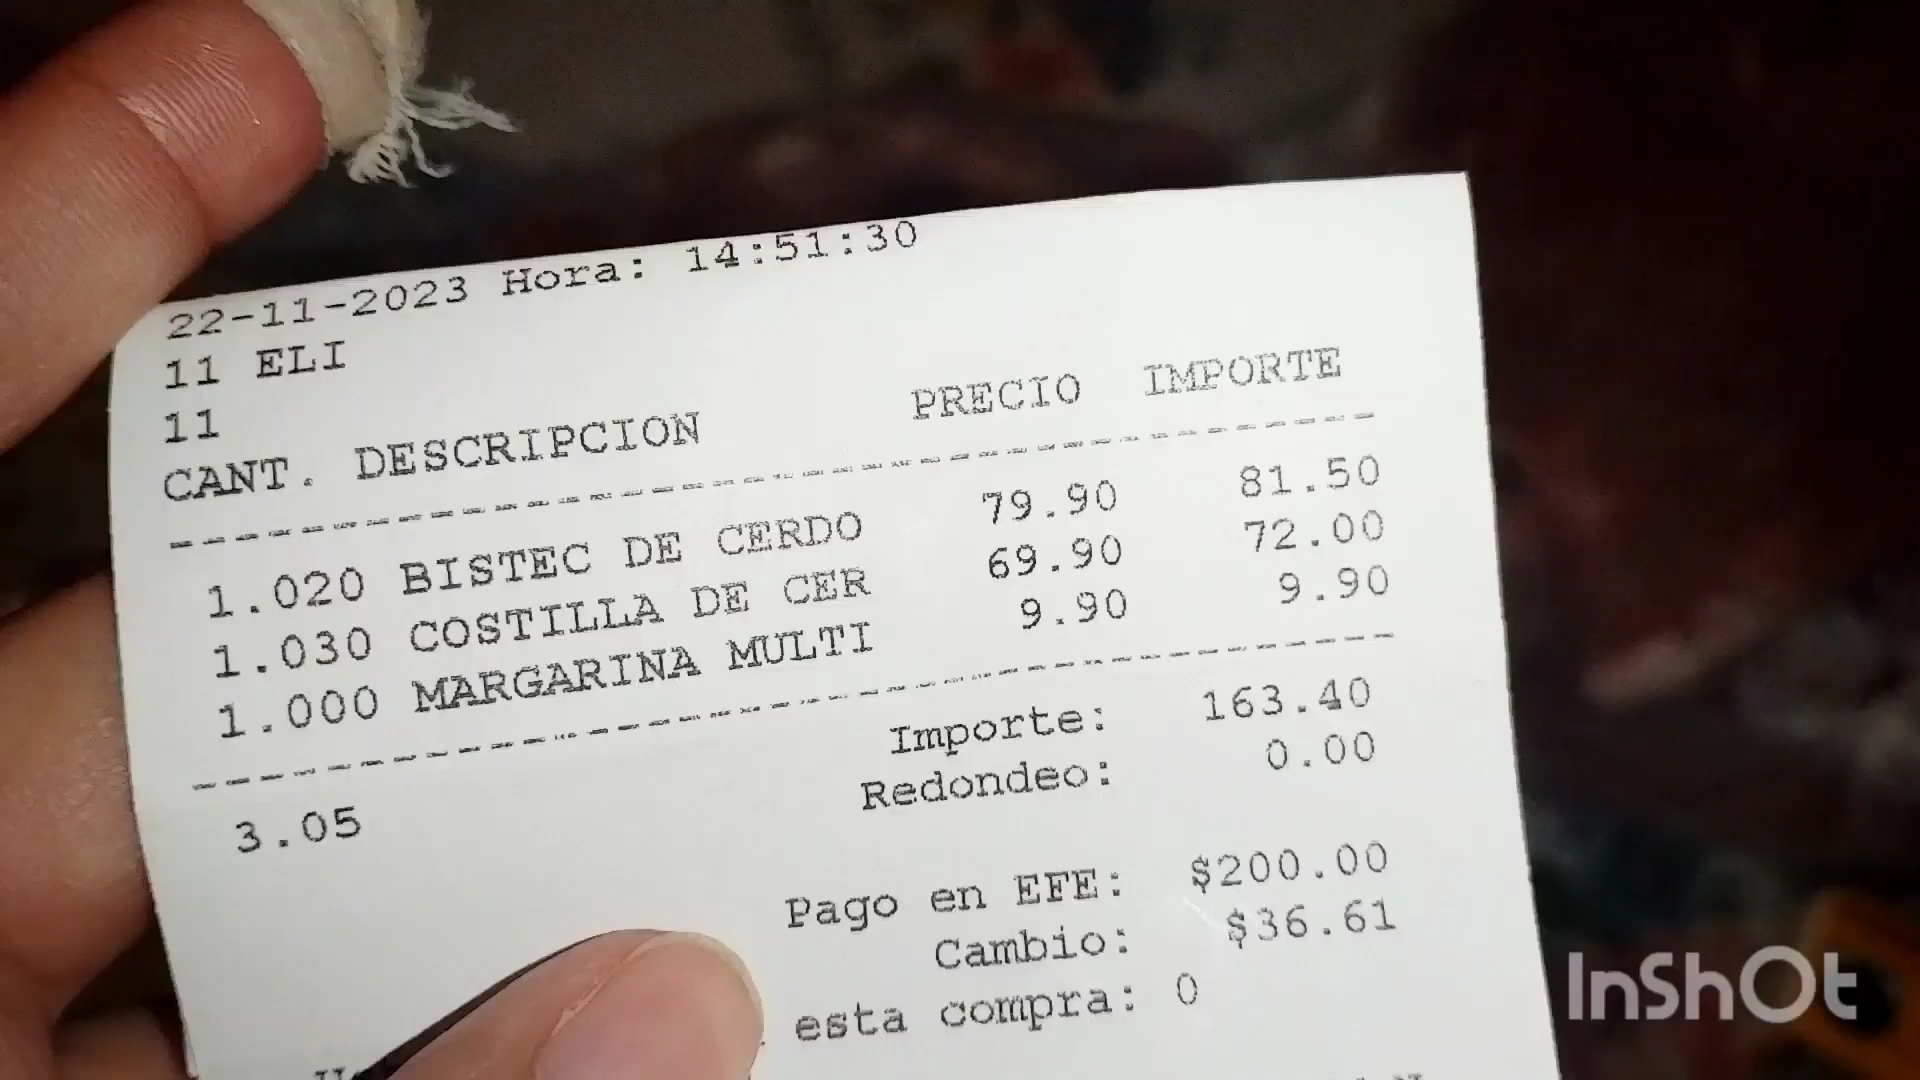 22-11-2023 Hora: 14:51:30
11 ELI
11
CANT. DESCRIPCION PRECIO IMPORTE
1.020 BISTEC DE CERDO 79.90 81.50
1.030 COSTILLA DE CER 69.90 72.00
1.000 MARGARINA MULTI 9.90 9.90
Importe: 163.40
Redondeo: 0.00
3.05
Pago en EFE: $200.00
Cambio: $36.61
esta compra: 0
InShOt